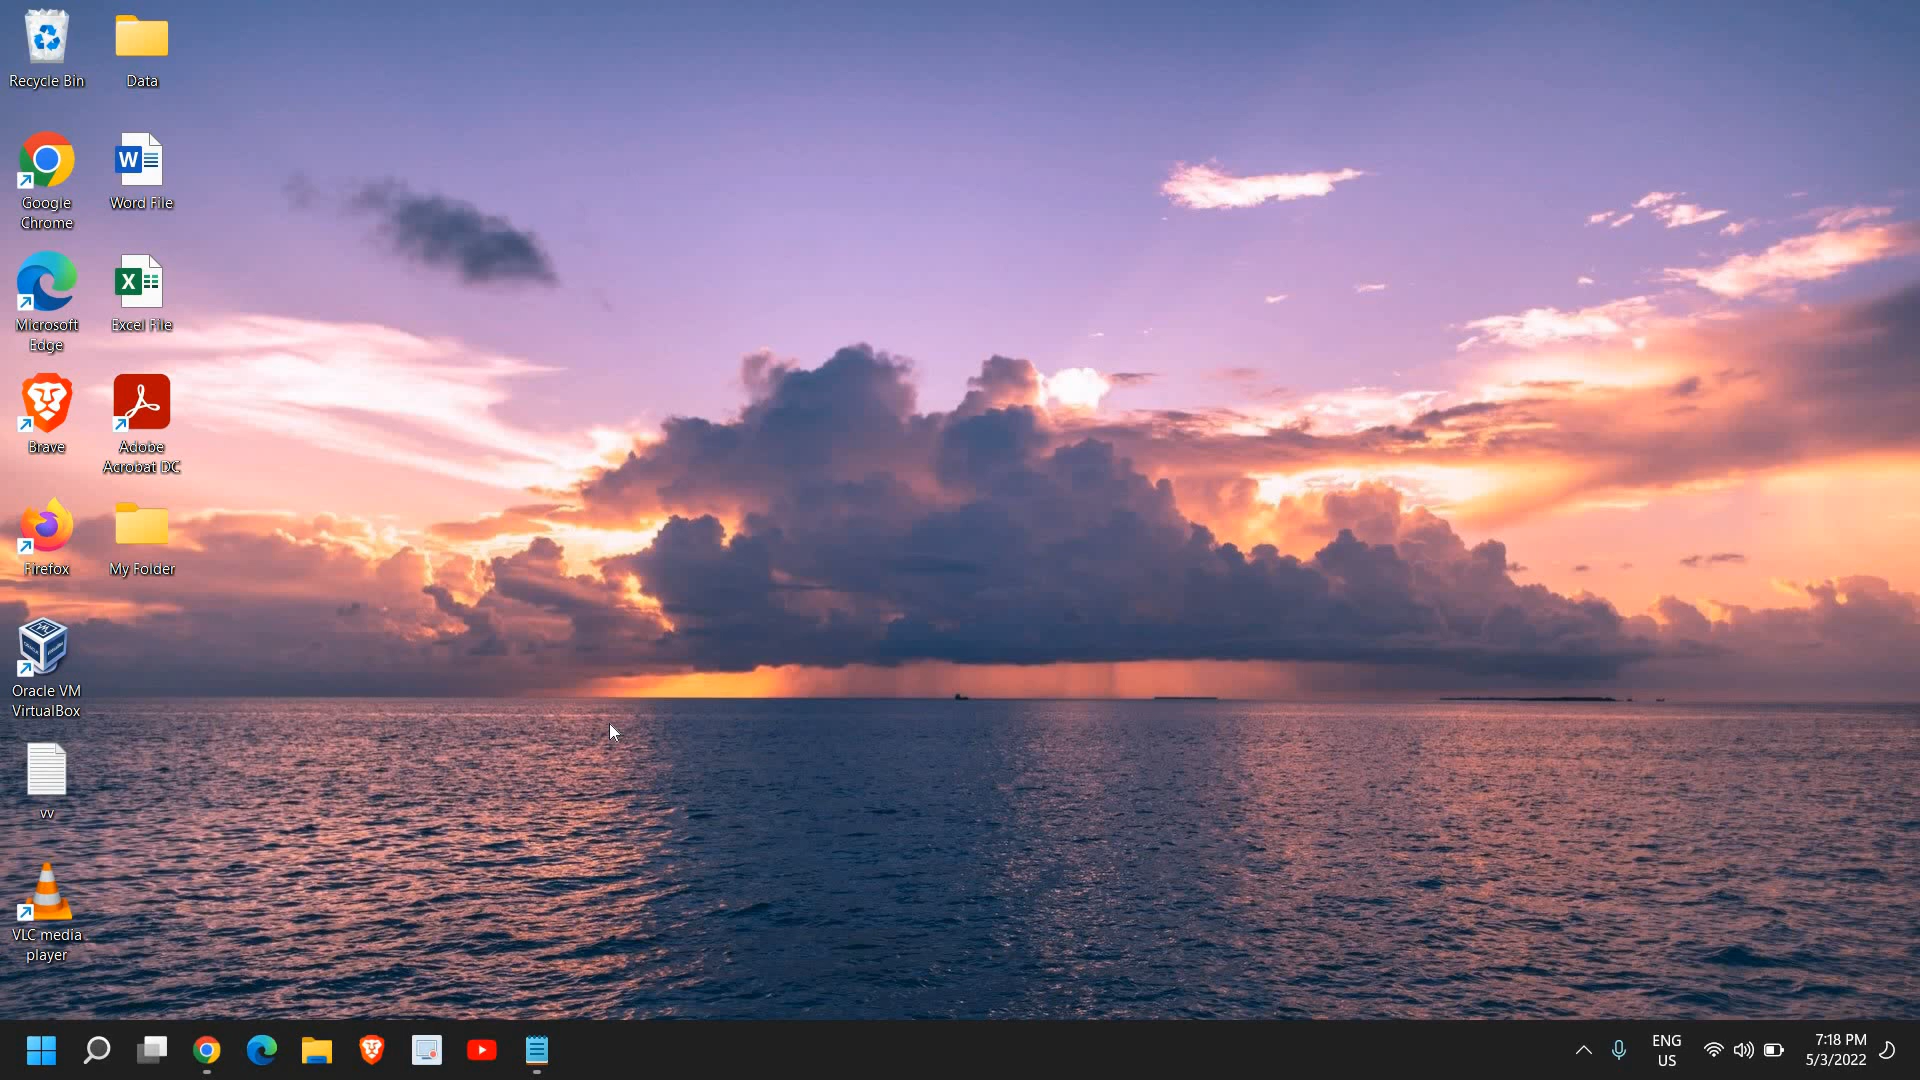 Recycle Bin
Data
Google
Chrome
Word File
Microsoft
Edge
Excel File
Brave
Adobe
Acrobat DC
Firefox
My Folder
Oracle VM
VirtualBox
vv
VLC media
player
ENG
US
7:18 PM
5/3/2022